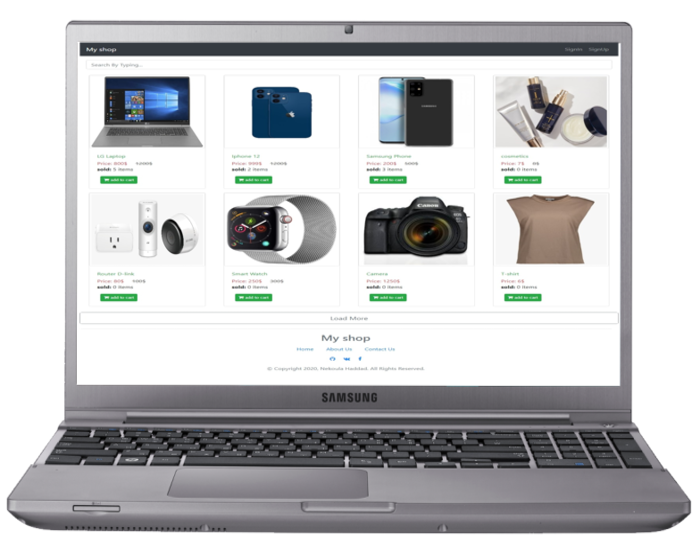 My shop
SignIn SignUp
Search By Typing...
LG Laptop
Price: 800$
sold: 5 items
add to cart
Iphone 12
Price: 999$
sold: 2 items
add to cart
Samsung Phone
Price: 200$
sold: 3 items
add to cart
cosmetics
Price: 7$ 9$
sold: 0 items
add to cart
Router D-link
Price: 80$ 100$
sold: 0 items
add to cart
Smart Watch
Price: 250$ 300$
sold: 0 items
add to cart
Canon
Camera
Price: 1250$
sold: 0 items
add to cart
T-shirt
Price: 6$
sold: 0 items
add to cart
Load More
My shop
Home About Us Contact Us
© Copyright 2020, Haddad. All Rights Reserved.
SAMSUNG